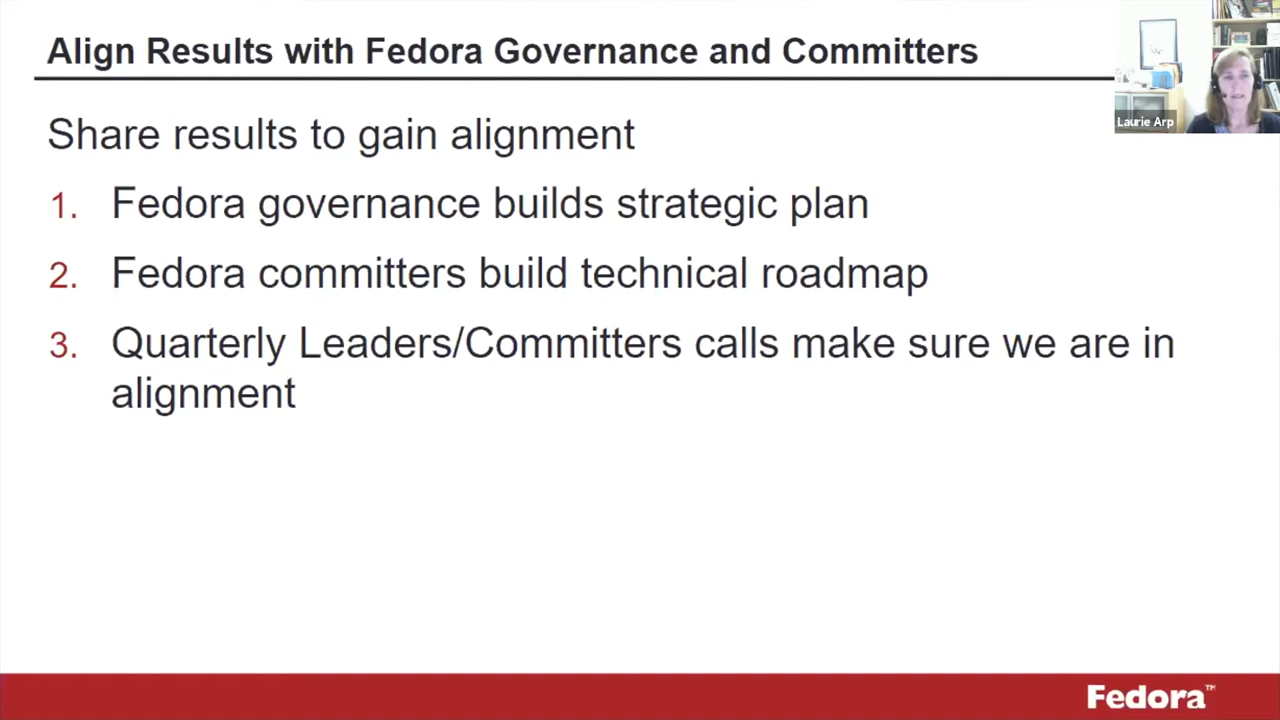 Align Results with Fedora Governance and Committers
Laurie Arp
Share results to gain alignment
1. Fedora governance builds strategic plan
2. Fedora committers build technical roadmap
3. Quarterly Leaders/Committers calls make sure we are in
alignment
Fedora™